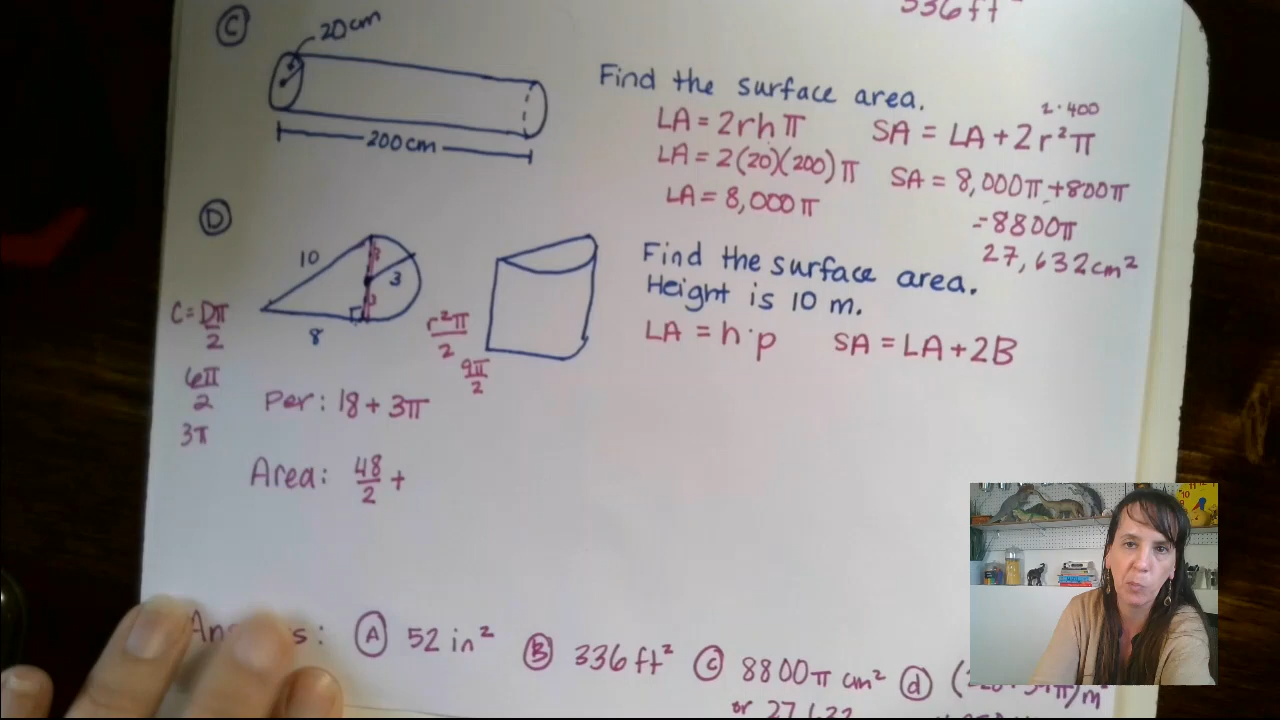 336 ft
C
20cm
200cm
Find the surface area.
LA = 2rhπ
LA = 2(20)(200)π
LA = 8,000π
2·400
SA = LA + 2r²π
SA = 8,000π + 800π
= 8800π
27,632cm²
D
10
3
3
3
8
C = Dπ/2
6π/2
3π
r²π/2
9π/2
Find the surface area.
Height is 10 m.
LA = h·p SA = LA + 2B
Per: 18 + 3π
Area: 48/2 +
A 52 in²
B 336 ft²
C 8800π cm²
or
d